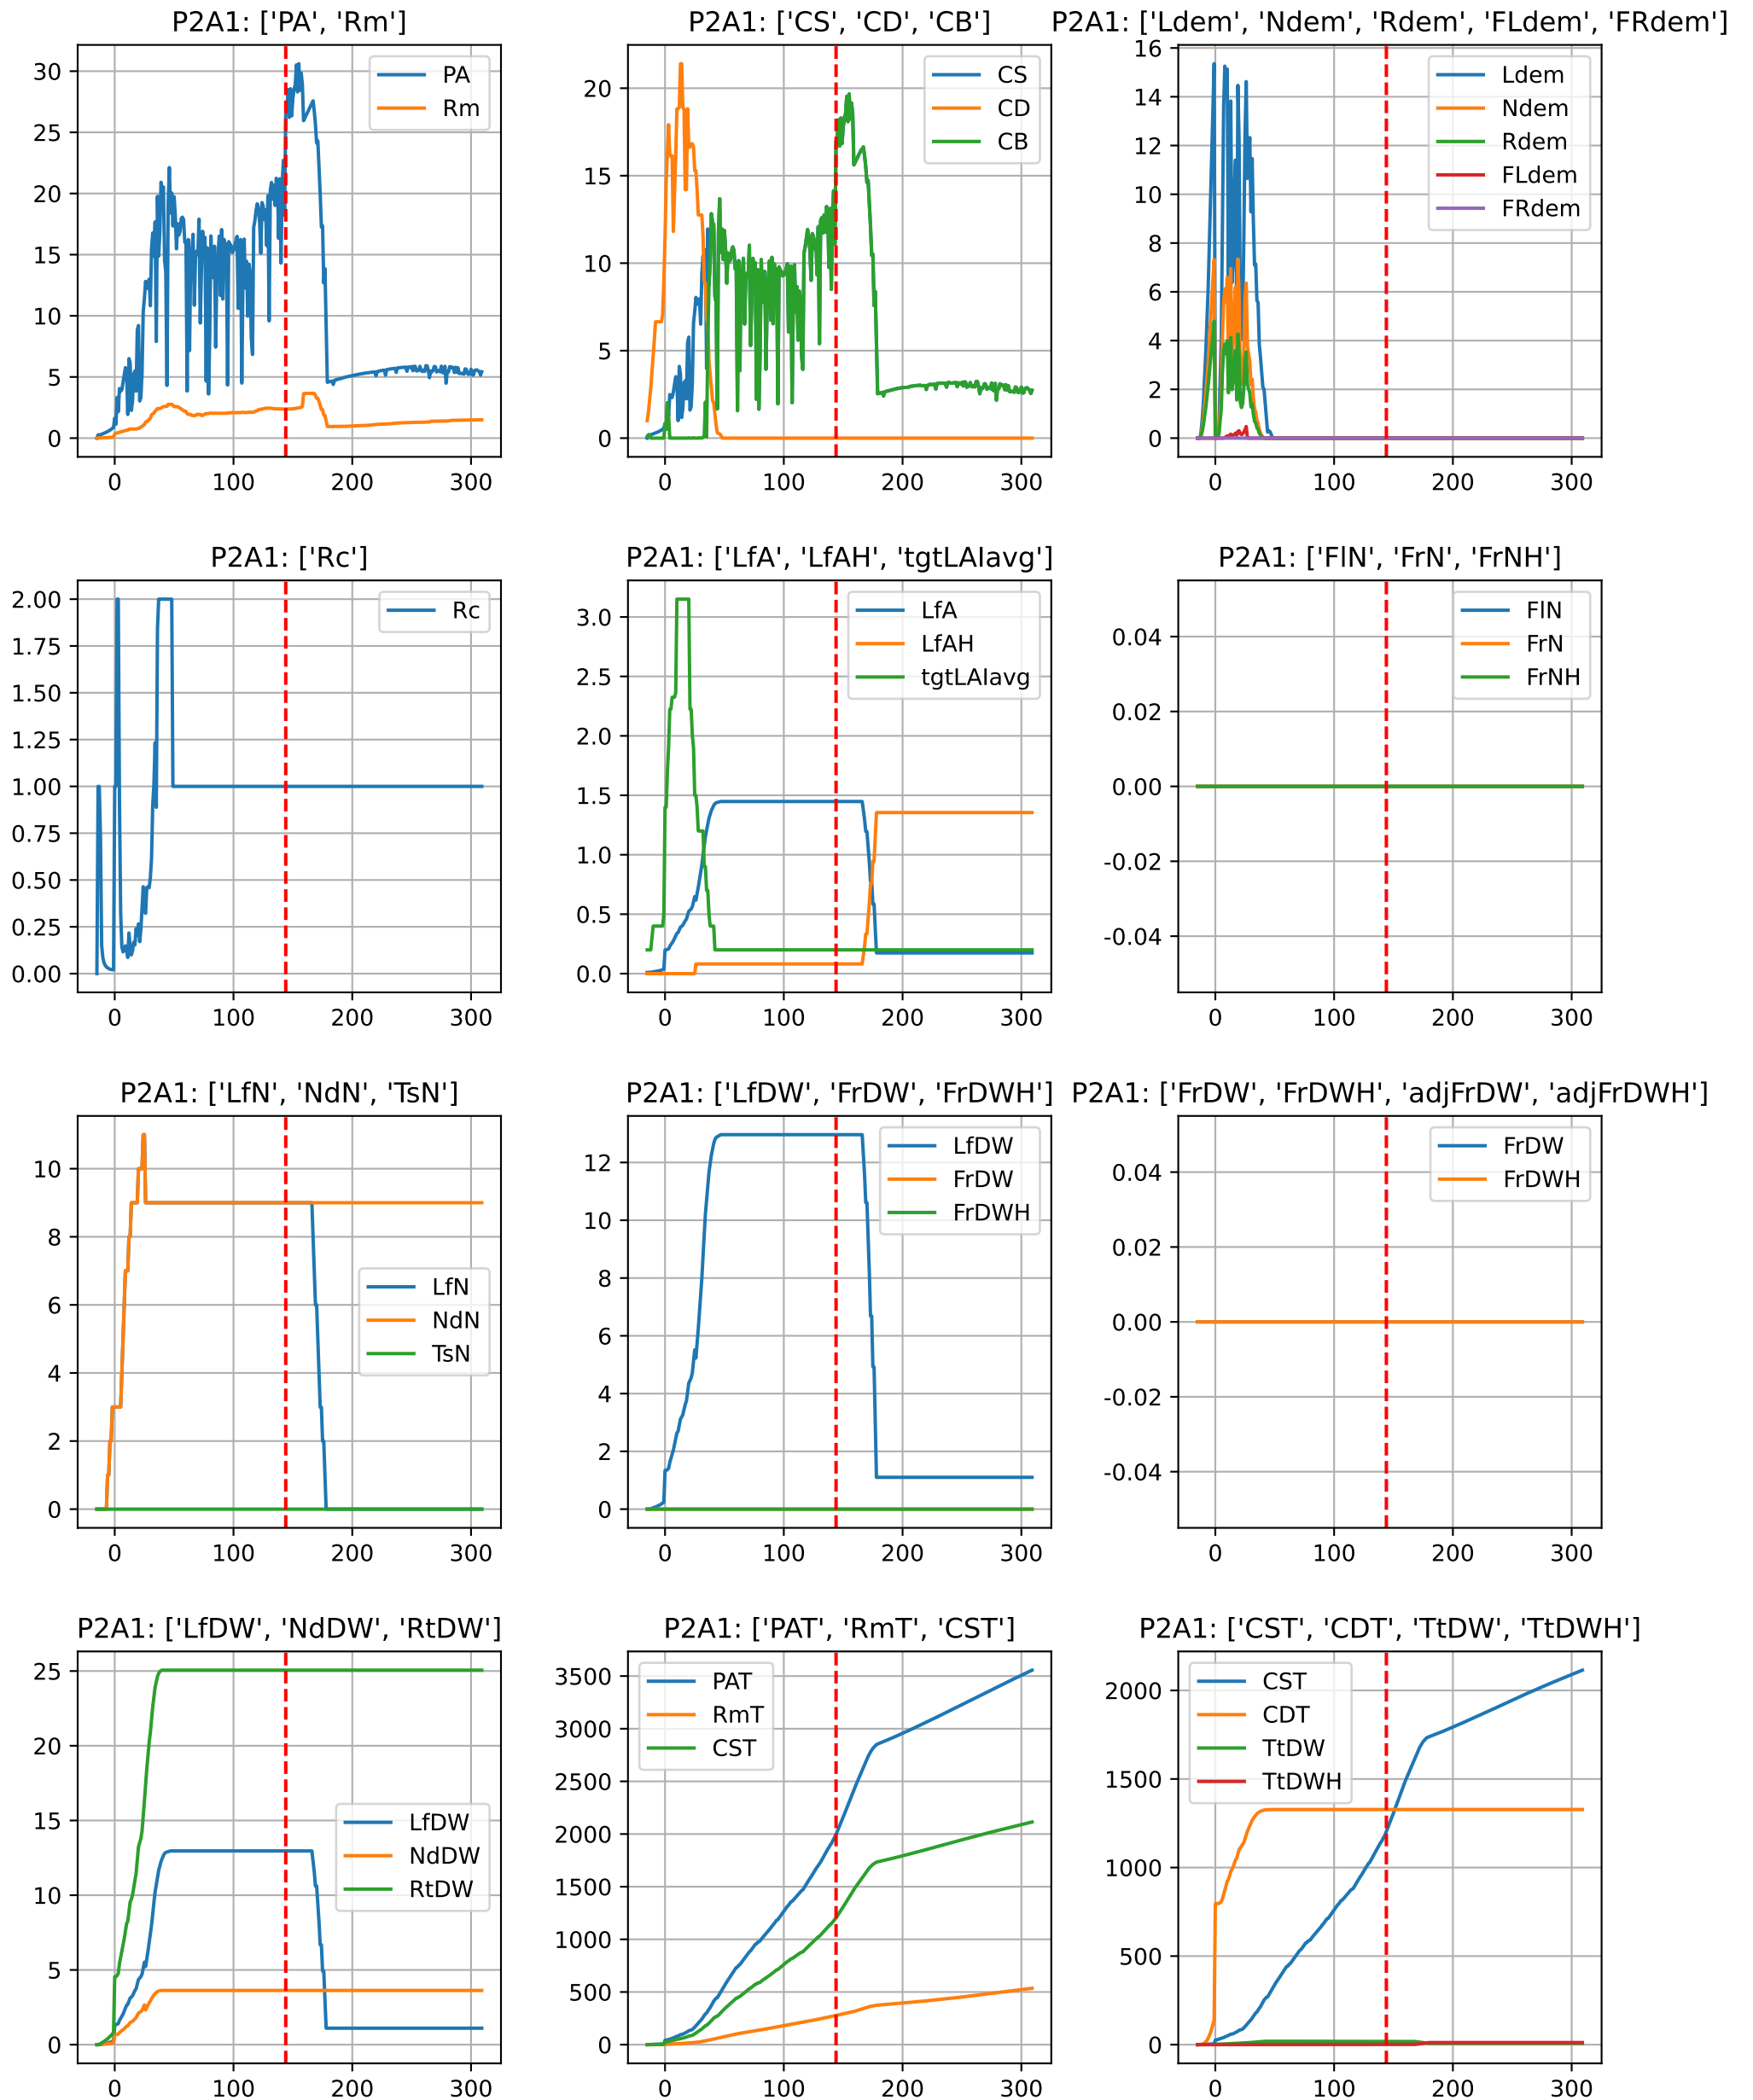 P2A1: ['PA', 'Rm']
30
25
20
15
10
5
0
0 100 200 300
PA
Rm
P2A1: ['CS', 'CD', 'CB']
20
15
10
5
0
0 100 200 300
CS
CD
CB
P2A1: ['Ldem', 'Ndem', 'Rdem', 'FLdem', 'FRdem']
16
14
12
10
8
6
4
2
0
0 100 200 300
Ldem
Ndem
Rdem
FLdem
FRdem
P2A1: ['Rc']
2.00
1.75
1.50
1.25
1.00
0.75
0.50
0.25
0.00
0 100 200 300
Rc
P2A1: ['LfA', 'LfAH', 'tgtLAIavg']
3.0
2.5
2.0
1.5
1.0
0.5
0.0
0 100 200 300
LfA
LfAH
tgtLAIavg
P2A1: ['FlN', 'FrN', 'FrNH']
0.04
0.02
0.00
-0.02
-0.04
0 100 200 300
FlN
FrN
FrNH
P2A1: ['LfN', 'NdN', 'TsN']
10
8
6
4
2
0
0 100 200 300
LfN
NdN
TsN
P2A1: ['LfDW', 'FrDW', 'FrDWH']
12
10
8
6
4
2
0
0 100 200 300
LfDW
FrDW
FrDWH
P2A1: ['FrDW', 'FrDWH', 'adjFrDW', 'adjFrDWH']
0.04
0.02
0.00
-0.02
-0.04
0 100 200 300
FrDW
FrDWH
P2A1: ['LfDW', 'NdDW', 'RtDW']
25
20
15
10
5
0
0 100 200 300
LfDW
NdDW
RtDW
P2A1: ['PAT', 'RmT', 'CST']
3500
3000
2500
2000
1500
1000
500
0
0 100 200 300
PAT
RmT
CST
P2A1: ['CST', 'CDT', 'TtDW', 'TtDWH']
2000
1500
1000
500
0
0 100 200 300
CST
CDT
TtDW
TtDWH